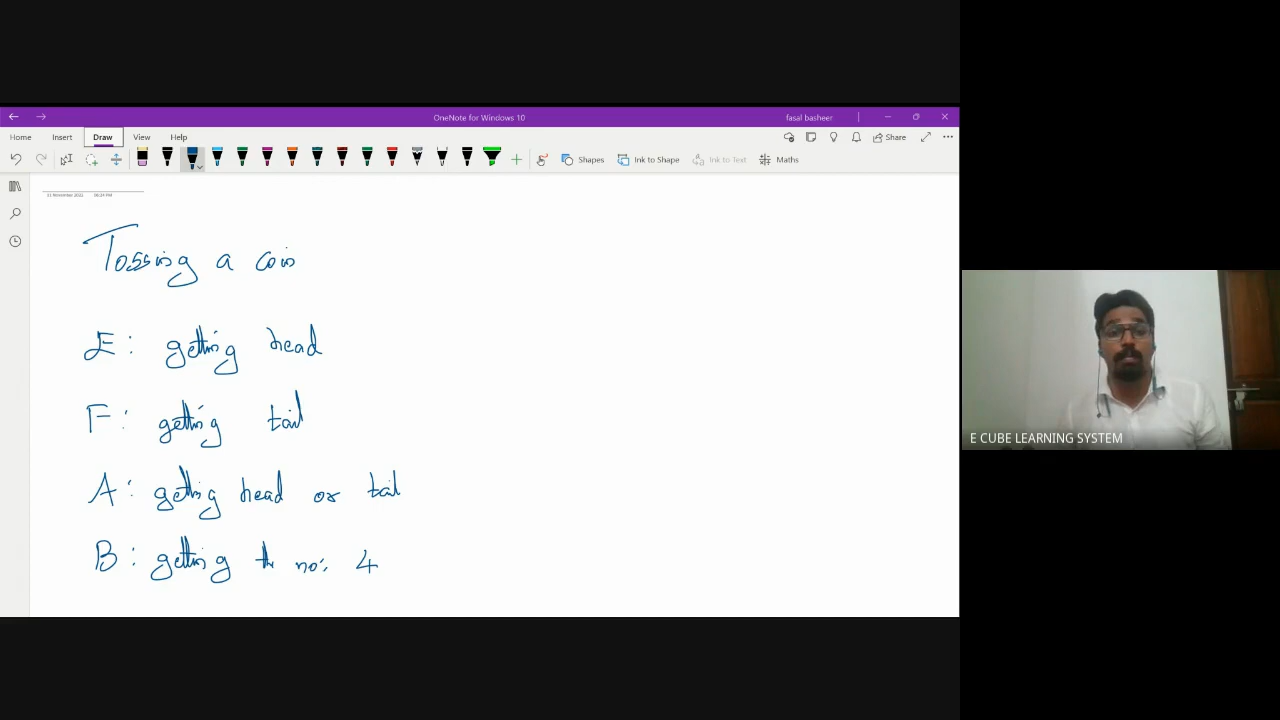 OneNote for Windows 10
fasal basheer
Home Insert Draw View Help
Share
Shapes Ink to Shape Ink to Text Maths
Tossing a coin
E: getting head
F: getting tail
A: getting head or tail
B: getting the no: 4
E CUBE LEARNING SYSTEM